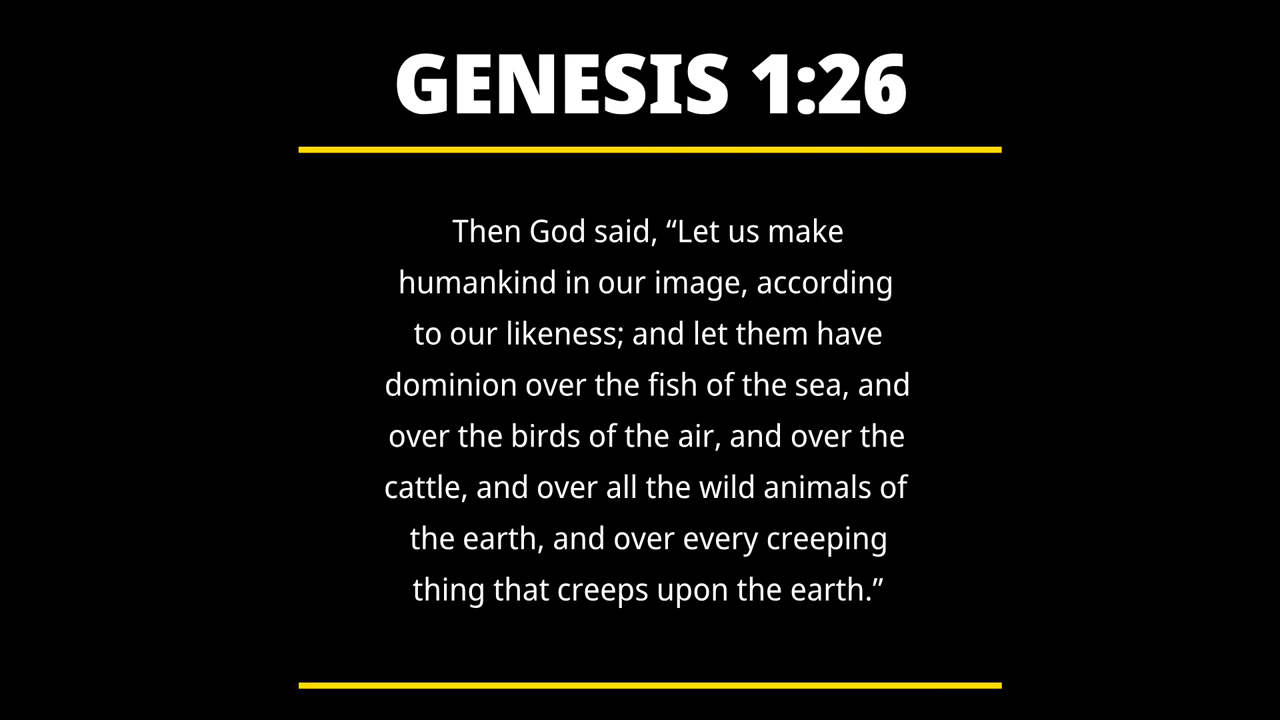 GENESIS 1:26
Then God said, “Let us make
humankind in our image, according
to our likeness; and let them have
dominion over the fish of the sea, and
over the birds of the air, and over the
cattle, and over all the wild animals of
the earth, and over every creeping
thing that creeps upon the earth.”